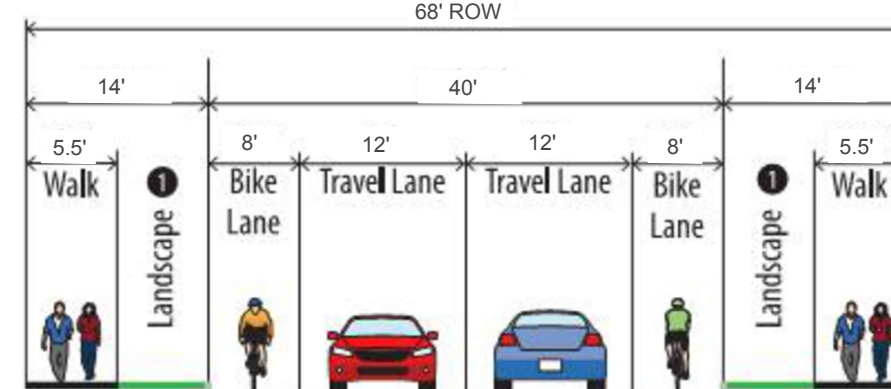 68' ROW
14'
40'
14'
5.5'
8'
12'
12'
8'
5.5'
Walk
1
Landscape
Bike
Lane
Travel Lane
Travel Lane
Bike
Lane
1
Landscape
Walk